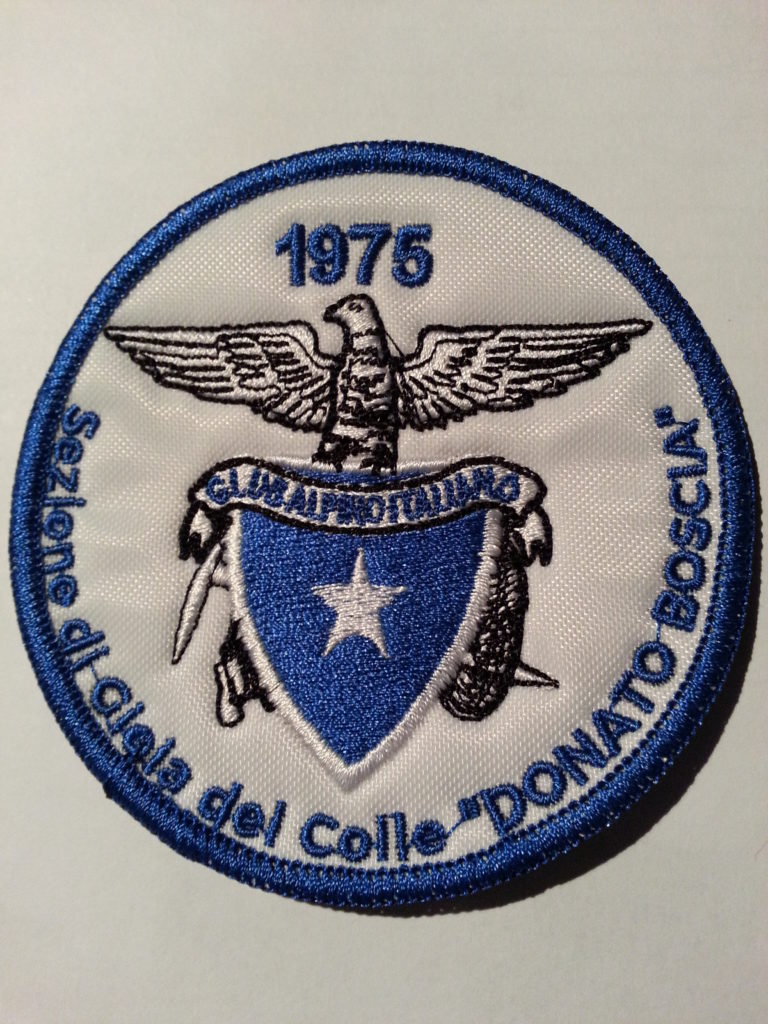 1975
CLUB ALPINO ITALIANO
Sezione di Gioia del Colle "DONATO BOSCIA"